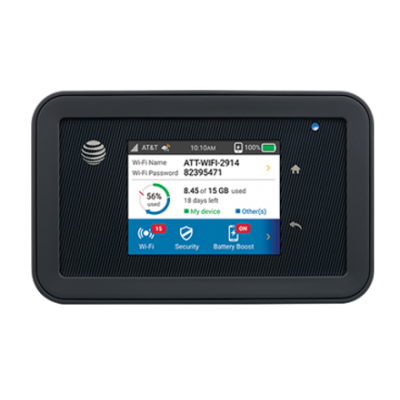 AT&T 10:10AM 100%
Wi-Fi Name ATT-WIFI-2914
Wi-Fi Password 82395471
56%
used
8.45 of 15 GB used
18 days left
My device Other(s)
15 ON
Wi-Fi Security Battery Boost